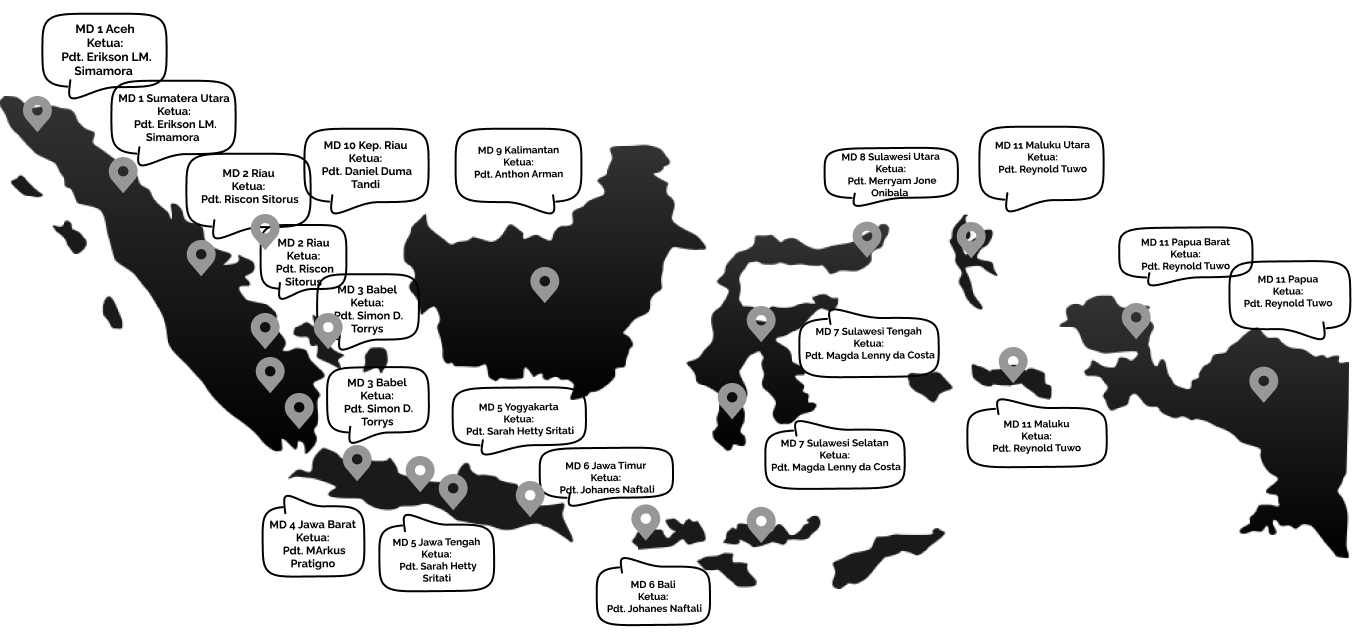 MD 1 Aceh
Ketua:
Pdt. Erikson LM.
Simamora
MD 1 Sumatera Utara
Ketua:
Pdt. Erikson LM.
Simamora
MD 2 Riau
Ketua:
Pdt. Riscon Sitorus
MD 10 Kep. Riau
Ketua:
Pdt. Daniel Duma
Tandi
MD 9 Kalimantan
Ketua:
Pdt. Anthon Arman
MD 8 Sulawesi Utara
Ketua:
Pdt. Merryam Jone
Onibala
MD 11 Maluku Utara
Ketua:
Pdt. Reynold Tuwo
MD 2 Riau
Ketua:
Pdt. Riscon
Sitorus
MD 11 Papua Barat
Ketua:
Pdt. Reynold Tuwo
MD 11 Papua
Ketua:
Pdt. Reynold Tuwo
MD 3 Babel
Ketua:
Pdt. Simon D.
Torrys
MD 7 Sulawesi Tengah
Ketua:
Pdt. Magda Lenny da Costa
MD 3 Babel
Ketua:
Pdt. Simon D.
Torrys
MD 5 Yogyakarta
Ketua:
Pdt. Sarah Hetty Sritati
MD 7 Sulawesi Selatan
Ketua:
Pdt. Magda Lenny da Costa
MD 11 Maluku
Ketua:
Pdt. Reynold Tuwo
MD 6 Jawa Timur
Ketua:
Pdt. Johanes Naftali
MD 4 Jawa Barat
Ketua:
Pdt. MArkus
Pratigno
MD 5 Jawa Tengah
Ketua:
Pdt. Sarah Hetty
Sritati
MD 6 Bali
Ketua:
Pdt. Johanes Naftali